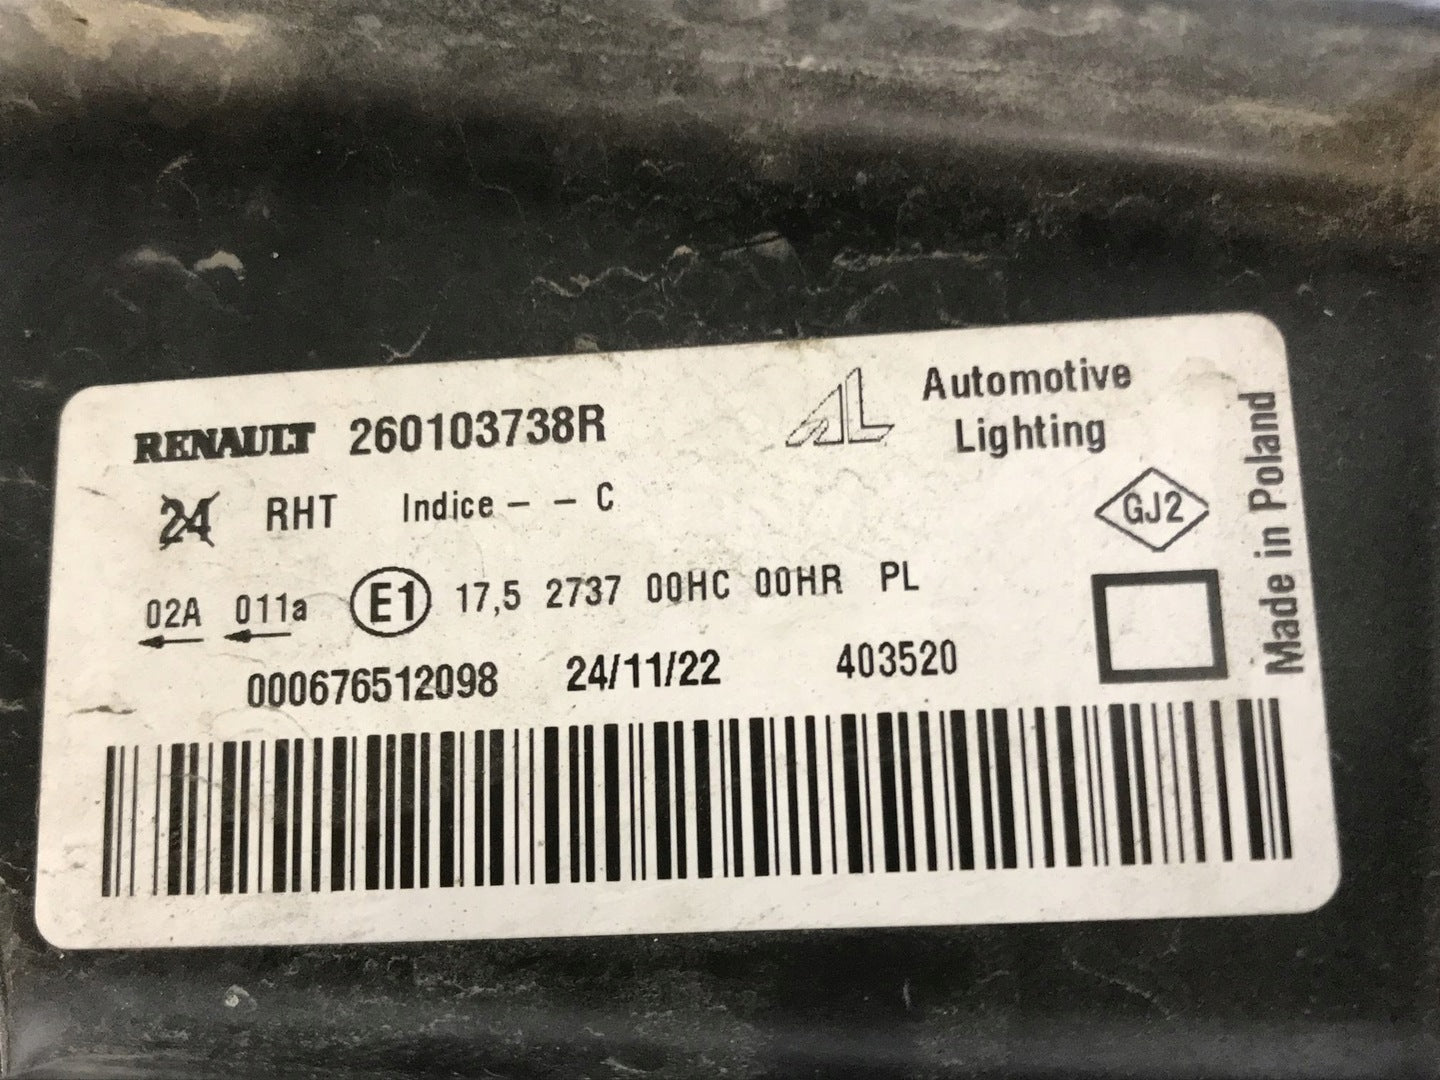 RENAULT 260103738R
AL Automotive
Lighting
24 RHT Indice - - C
GJ2
Made in Poland
02A 011a E1 17,5 2737 00HC 00HR PL
000676512098 24/11/22 403520